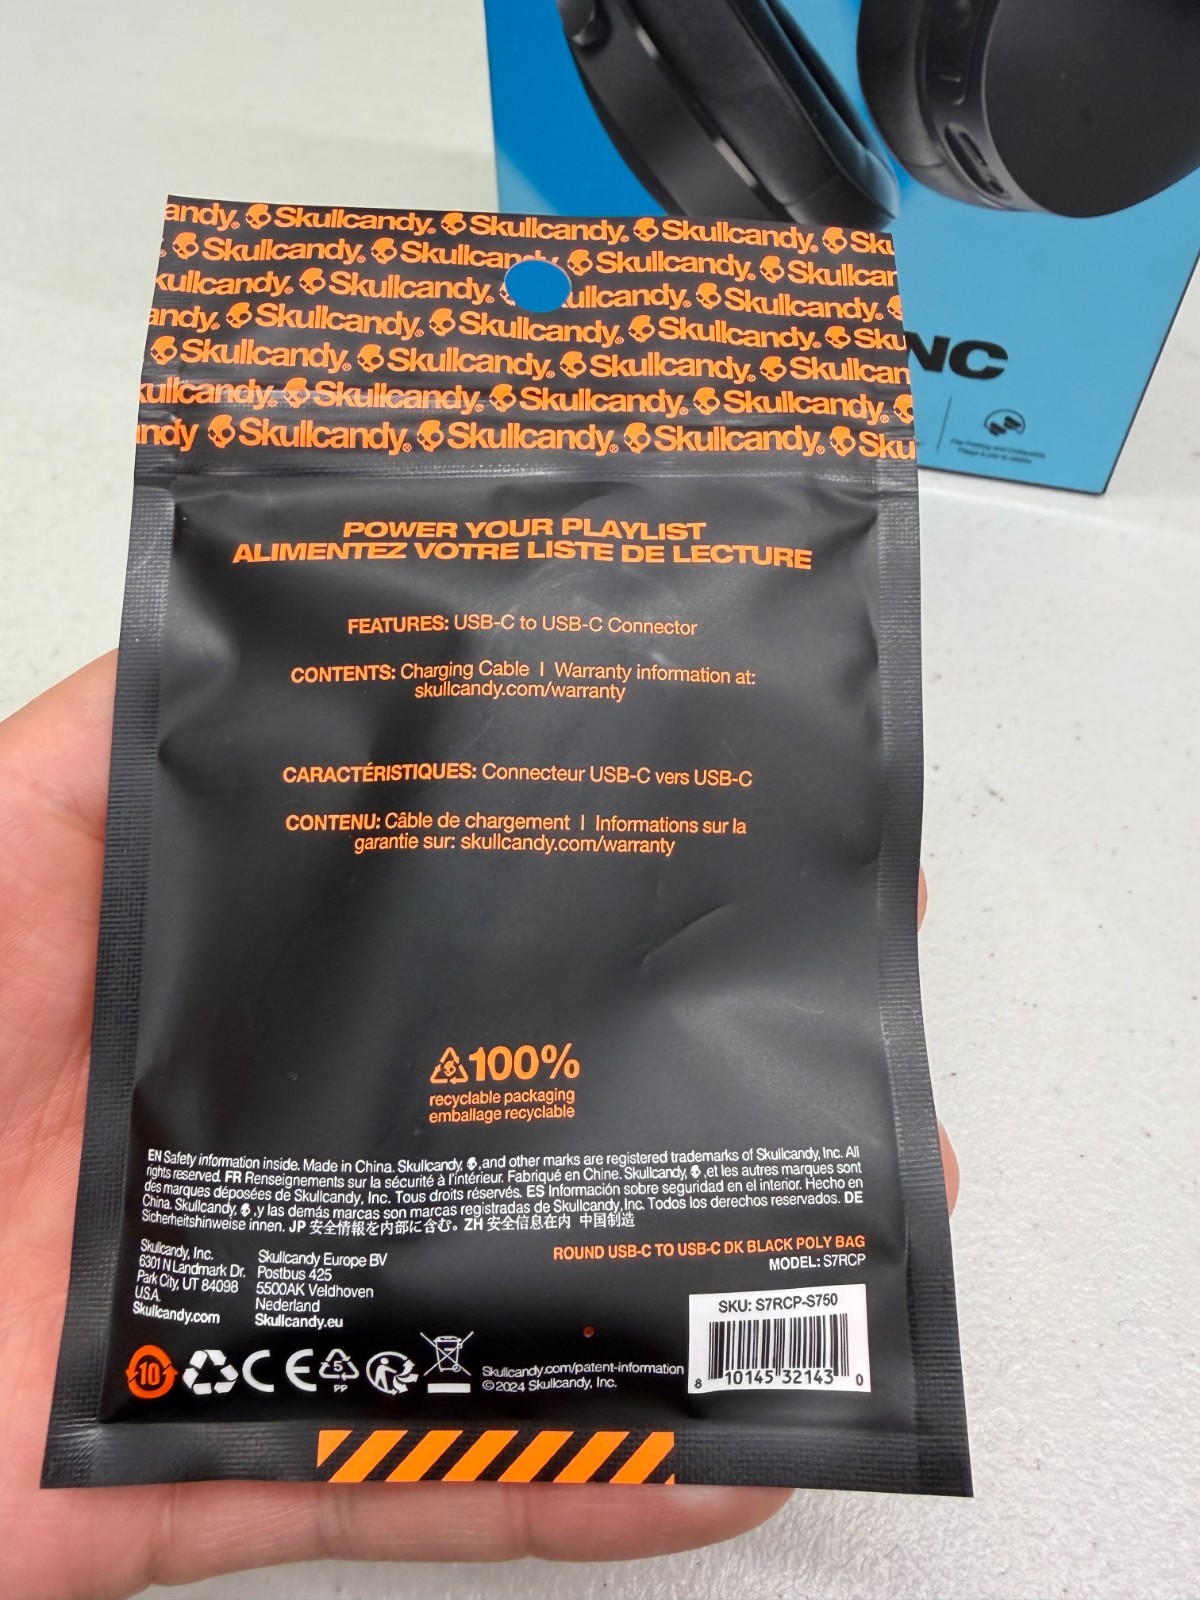 andy. Skullcandy. Skullcandy. Skullcandy. Sku
Skullcandy. Skullcandy. Skullcandy. Skullcan
kullcandy. Skullcandy. ullcandy. Skullcandy.
andy. Skullcandy. Skullcandy. Skullcandy. Sku
Skullcandy. Skullcandy. Skullcandy. Skullcan
kullcandy. Skullcandy. Skullcandy. Skullcandy.
andy Skullcandy. Skullcandy. Skullcandy. Sku
NC
POWER YOUR PLAYLIST
ALIMENTEZ VOTRE LISTE DE LECTURE
FEATURES: USB-C to USB-C Connector
CONTENTS: Charging Cable | Warranty information at:
skullcandy.com/warranty
CARACTÉRISTIQUES: Connecteur USB-C vers USB-C
CONTENU: Câble de chargement | Informations sur la
garantie sur: skullcandy.com/warranty
100%
recyclable packaging
emballage recyclable
EN Safety information inside. Made in China. Skullcandy, ,and other marks are registered trademarks of Skullcandy, Inc. All
rights reserved. FR Renseignements sur la sécurité à l'intérieur. Fabriqué en Chine. Skullcandy, ,et les autres marques sont
des marques déposées de Skullcandy, Inc. Tous droits réservés. ES Información sobre seguridad en el interior. Hecho en
China. Skullcandy, ,y las demás marcas son marcas registradas de Skullcandy, Inc. Todos los derechos reservados. DE
Sicherheitshinweise innen. JP 安全情報を内部に含む。 ZH 安全信息在内 中国制造
Skullcandy, Inc.
6301 N Landmark Dr.
Park City, UT 84098
U.S.A.
Skullcandy.com
Skullcandy Europe BV
Postbus 425
5500AK Veldhoven
Nederland
Skullcandy.eu
ROUND USB-C TO USB-C DK BLACK POLY BAG
MODEL: S7RCP
SKU: S7RCP-S750
8 10145 32143 0
10
CE
5
PP
Skullcandy.com/patent-information
©2024 Skullcandy, Inc.